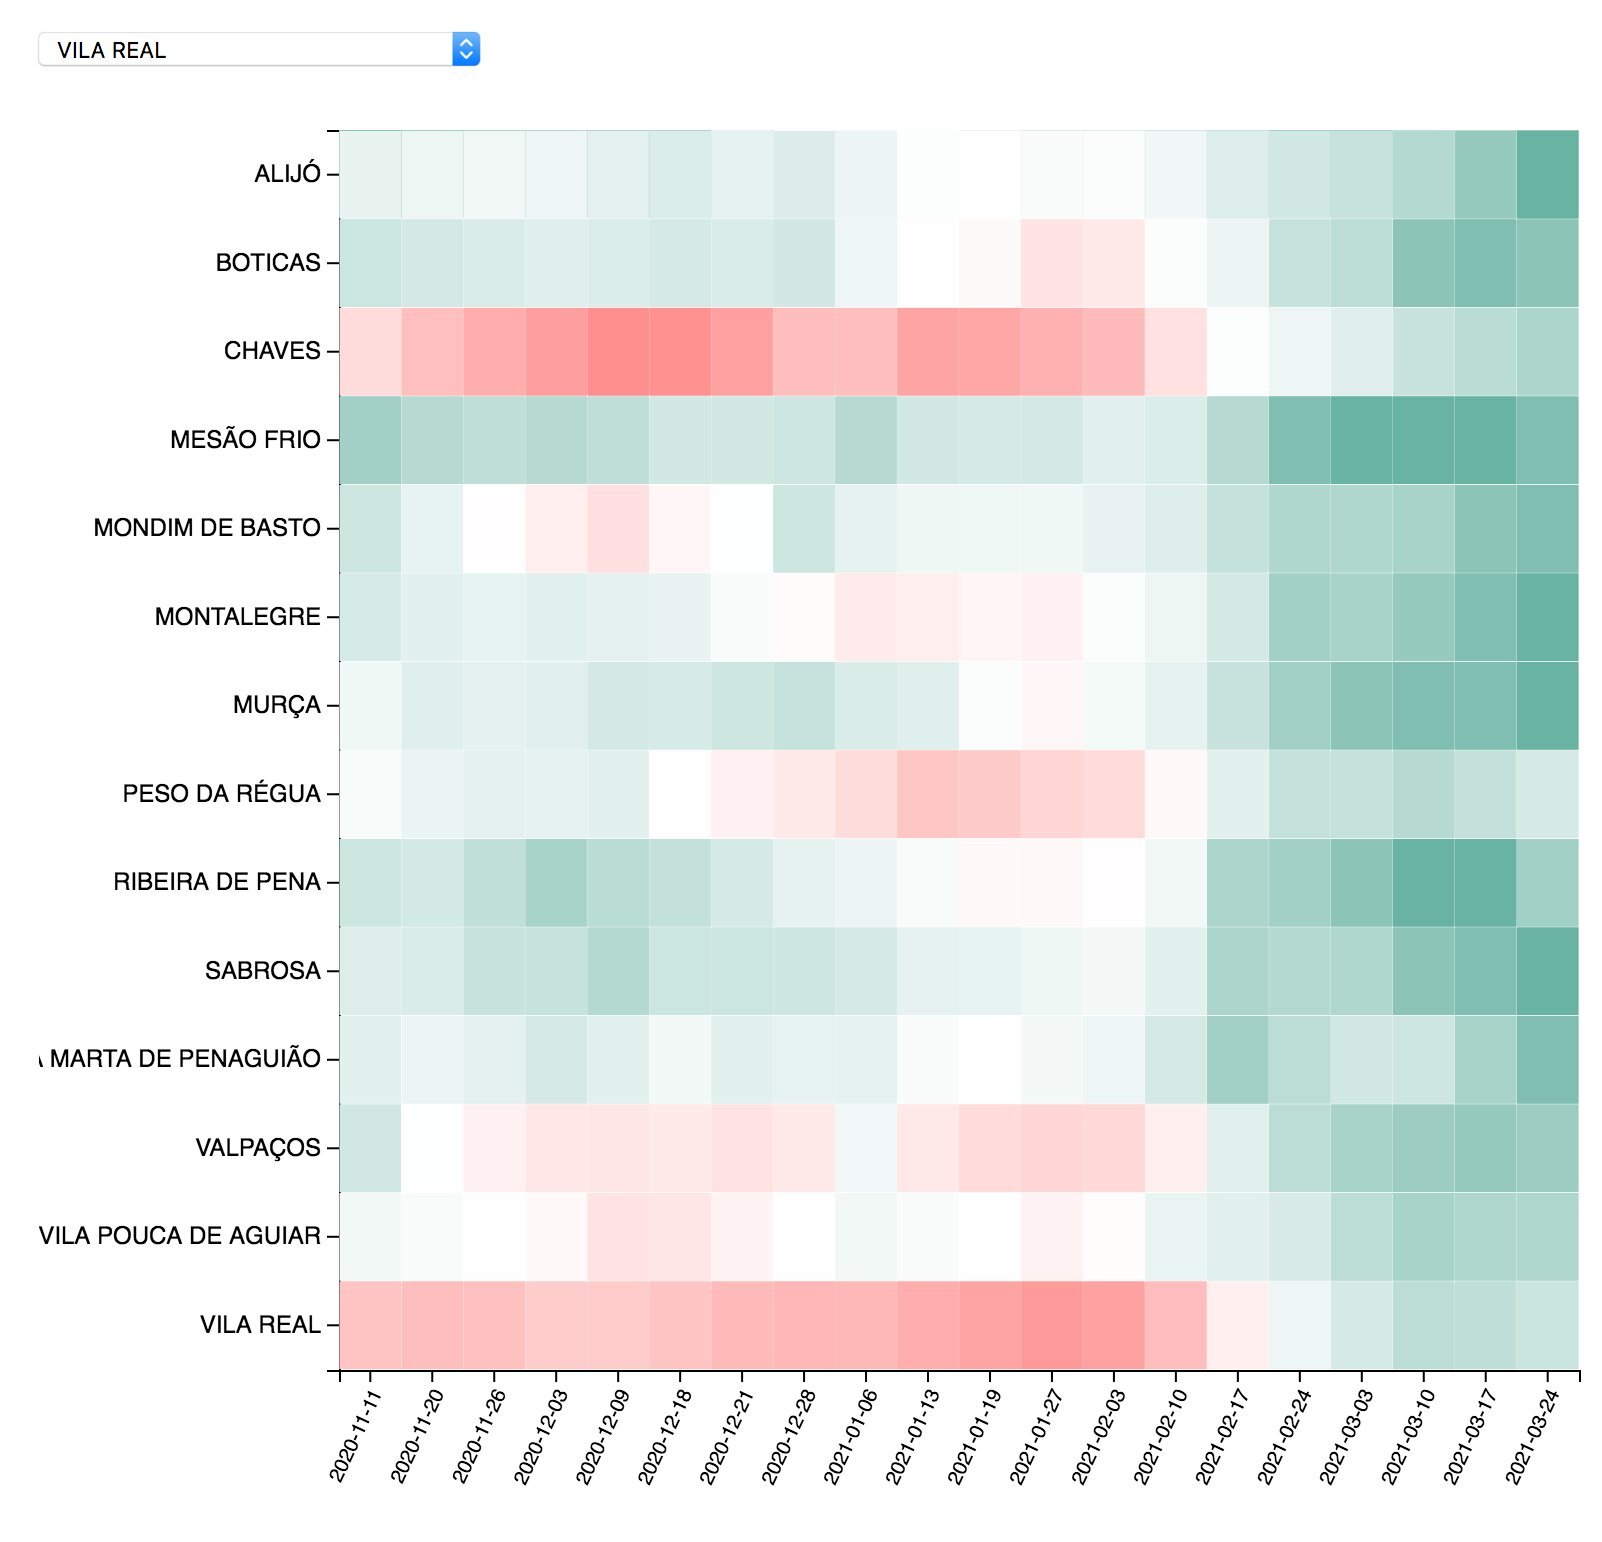 VILA REAL
ALIJÓ
BOTICAS
CHAVES
MESÃO FRIO
MONDIM DE BASTO
MONTALEGRE
MURÇA
PESO DA RÉGUA
RIBEIRA DE PENA
SABROSA
MARTA DE PENAGUIÃO
VALPAÇOS
VILA POUCA DE AGUIAR
VILA REAL
2020-11-11
2020-11-20
2020-11-26
2020-12-03
2020-12-09
2020-12-18
2020-12-21
2020-12-28
2021-01-06
2021-01-13
2021-01-19
2021-01-27
2021-02-03
2021-02-10
2021-02-17
2021-02-24
2021-03-03
2021-03-10
2021-03-17
2021-03-24